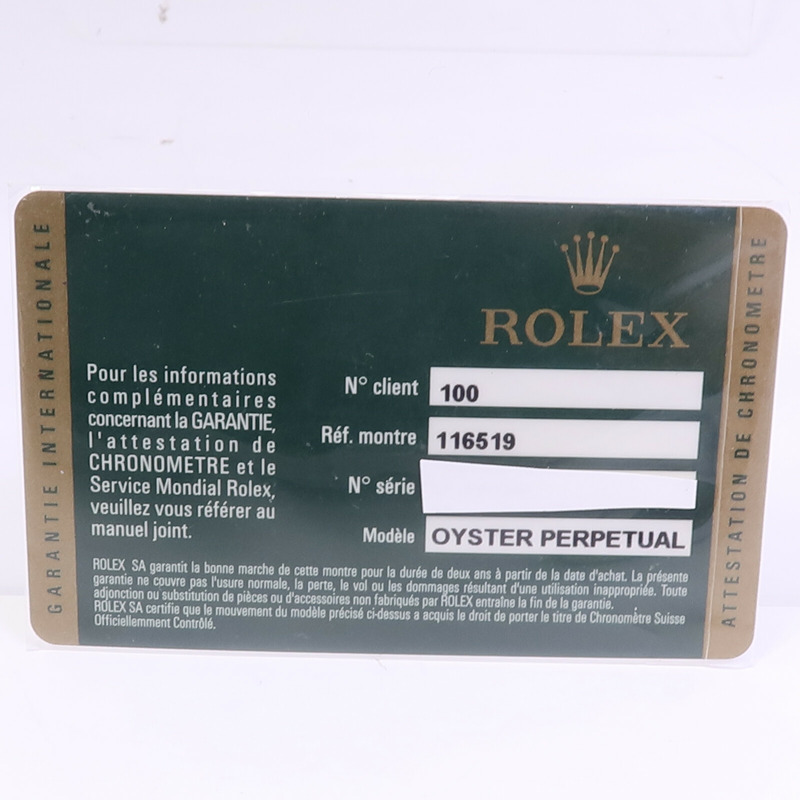 GARANTIE INTERNATIONALE
ROLEX
Pour les informations
complémentaires
concernant la GARANTIE,
l'attestation de
CHRONOMETRE et le
Service Mondial Rolex,
veuillez vous référer au
manuel joint.
N° client 100
Réf. montre 116519
N° série
Modèle OYSTER PERPETUAL
ROLEX SA garantit la bonne marche de cette montre pour la durée de deux ans à partir de la date d'achat. La présente
garantie ne couvre pas l'usure normale, la perte, le vol ou les dommages résultant d'une utilisation inappropriée. Toute
adjonction ou substitution de pièces ou d'accessoires non fabriqués par ROLEX entraîne la fin de la garantie.
ROLEX SA certifie que le mouvement du modèle précisé ci-dessus a acquis le droit de porter le titre de Chronomètre Suisse
Officiellemment Contrôlé.
ATTESTATION DE CHRONOMETRE